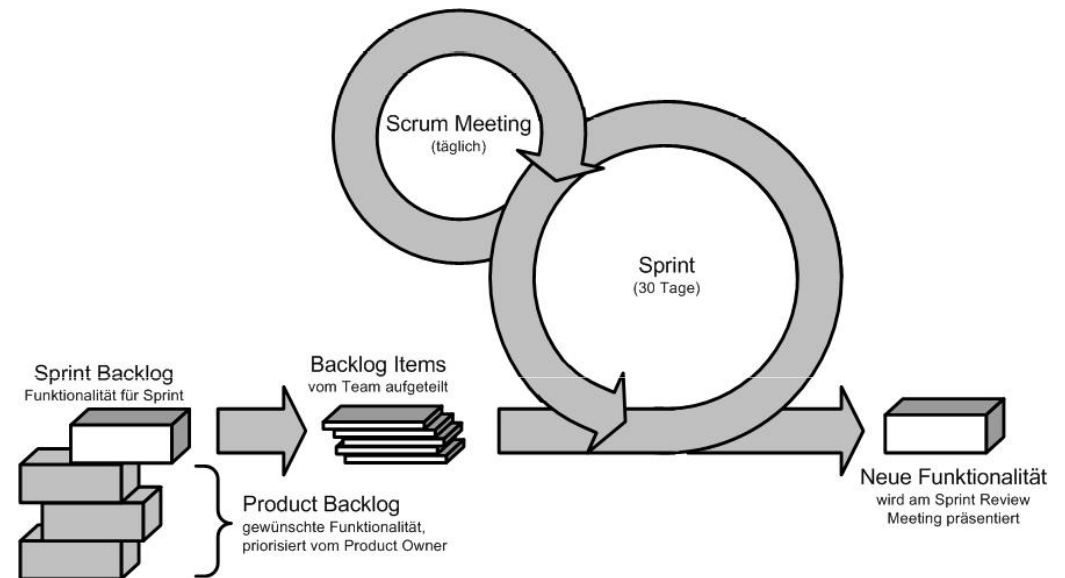 Scrum Meeting
(täglich)
Sprint
(30 Tage)
Sprint Backlog
Funktionalität für Sprint
Backlog Items
vom Team aufgeteilt
Product Backlog
gewünschte Funktionalität,
priorisiert vom Product Owner
Neue Funktionalität
wird am Sprint Review
Meeting präsentiert